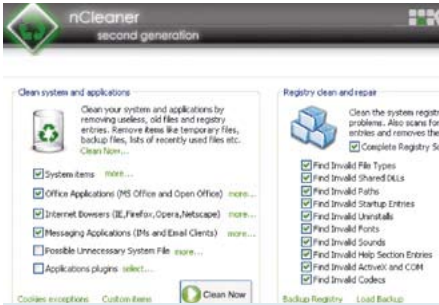 nCleaner
second generation
Clean system and applications
Clean your system and applications by
removing useless, old files and registry
entries. Remove items like temporary files,
backup files, lists of recently used files etc.
Clean Now...
System items more...
Office Applications (MS Office and Open Office) more...
Internet Bowsers (IE,Firefox,Opera,Netscape) more...
Messaging Applications (IMs and Email Clients) more...
Possible Unnecessary System File more...
Applications plugins select...
Cookies exceptions Custom items Clean Now
Registry clean and repair
Clean the system regist
problems. Also scans for
entries and removes the
Complete Registry Sc
Find Invalid File Types
Find Invalid Shared DLLs
Find Invalid Paths
Find Invalid Startup Entries
Find Invalid Uninstalls
Find Invalid Fonts
Find Invalid Sounds
Find Invalid Help Section Entries
Find Invalid ActiveX and COM
Find Invalid Codecs
Backup Registry Load Backup